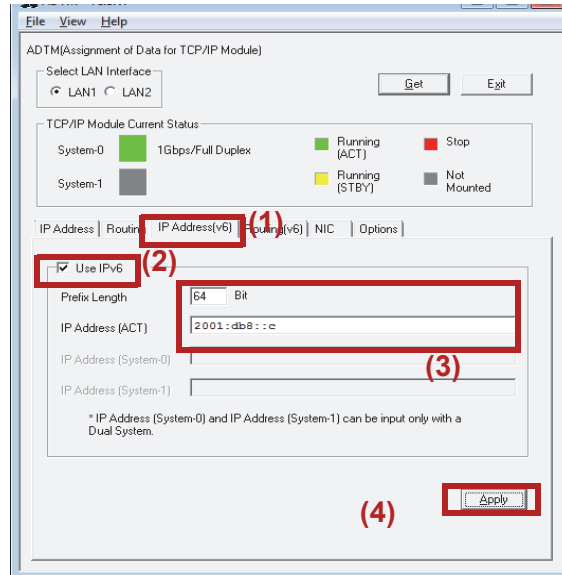 File View Help
ADTM(Assignment of Data for TCP/IP Module)
Select LAN Interface
LAN1 LAN2
Get Exit
TCP/IP Module Current Status
System-0 1Gbps/Full Duplex Running (ACT) Stop
System-1 Running (STBY) Not Mounted
IP Address Routing IP Address(v6) (1) Routing(v6) NIC Options
Use IPv6 (2)
Prefix Length 64 Bit
IP Address (ACT) 2001:db8::c
IP Address (System-0) (3)
IP Address (System-1)
* IP Address (System-0) and IP Address (System-1) can be input only with a
Dual System.
(4) Apply